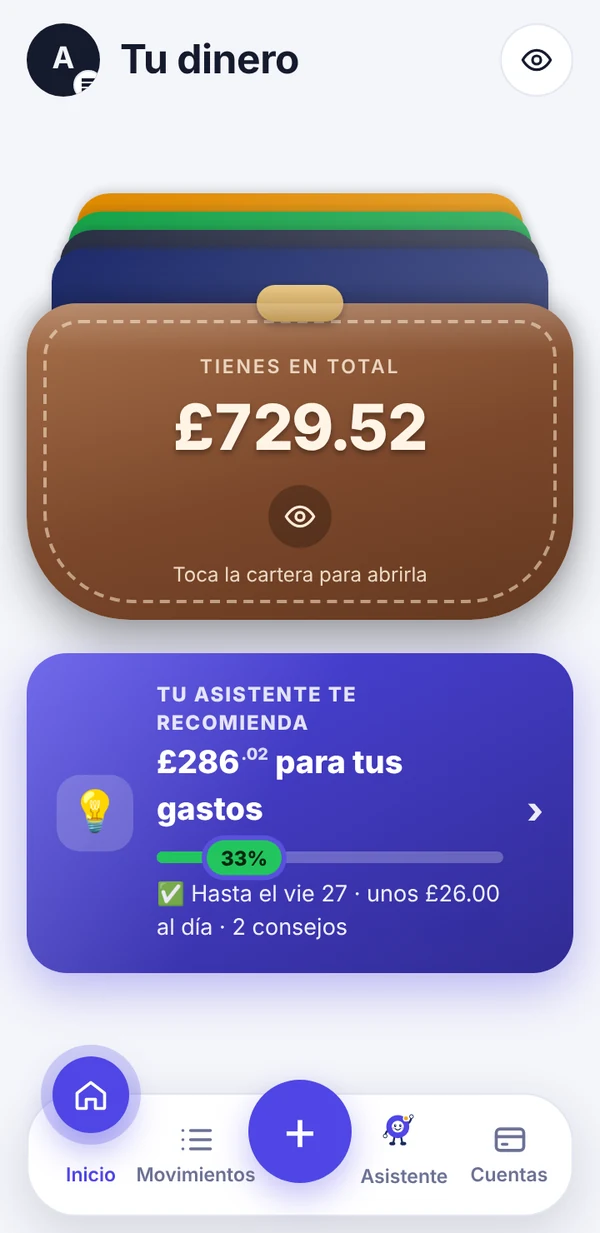 A
Tu dinero
TIENES EN TOTAL
£729.52
Toca la cartera para abrirla
TU ASISTENTE TE
RECOMIENDA
£286.02 para tus
gastos
33%
✅ Hasta el vie 27 · unos £26.00
al día · 2 consejos
Inicio
Movimientos
Asistente
Cuentas